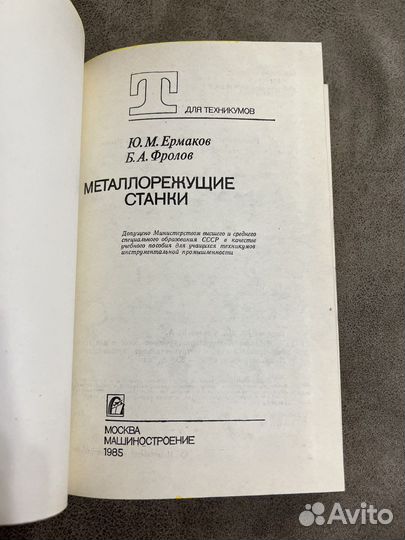 Т
ДЛЯ ТЕХНИКУМОВ
Ю. М. Ермаков
Б. А. Фролов
МЕТАЛЛОРЕЖУЩИЕ
СТАНКИ
Допущено Министерством высшего и среднего
специального образования СССР в качестве
учебного пособия для учащихся техникумов
инструментальной промышленности
МОСКВА
МАШИНОСТРОЕНИЕ
1985
Avito